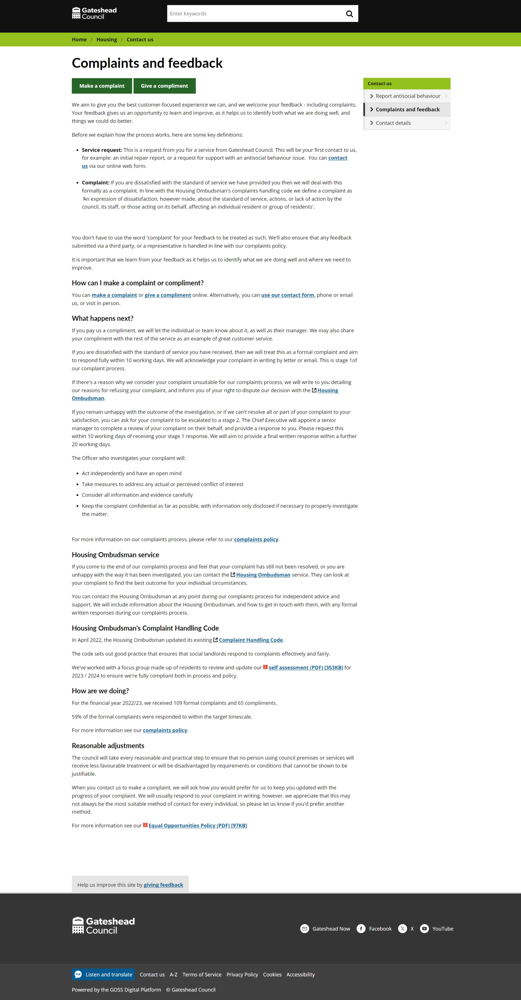 Gateshead
Council
Enter keywords
Home / Housing / Contact us
Complaints and feedback
Make a complaint
Give a compliment
Contact us
Report antisocial behaviour
Complaints and feedback
Contact details
We aim to give you the best customer-focused experience we can, and we welcome your feedback - including complaints.
Your feedback gives us an opportunity to learn and improve, as it helps us to identify both what we are doing well, and
things we could do better.
Before we explain how the process works, here are some key definitions:
• Service request: This is a request from you for a service from Gateshead Council. This will be your first contact to us,
for example: an initial repair report, or a request for support with an antisocial behaviour issue.  You can contact
us via our online web form.
• Complaint: If you are dissatisfied with the standard of service we have provided you then we will deal with this
formally as a complaint. In line with the Housing Ombudsman's complaints handling code we define a complaint as
'An expression of dissatisfaction, however made, about the standard of service, actions, or lack of action by the
council, its staff, or those acting on its behalf, affecting an individual resident or group of residents'.
You don't have to use the word 'complaint' for your feedback to be treated as such. We'll also ensure that any feedback
submitted via a third party, or a representative is handled in line with our complaints policy.
It is important that we learn from your feedback as it helps us to identify what we are doing well and where we need to
improve.
How can I make a complaint or compliment?
You can make a complaint or give a compliment online. Alternatively, you can use our contact form, phone or email
us, or visit in person.
What happens next?
If you pay us a compliment, we will let the individual or team know about it, as well as their manager. We may also share
your compliment with the rest of the service as an example of great customer service.
If you are dissatisfied with the standard of service you have received, then we will treat this as a formal complaint and aim
to respond fully within 10 working days. We will acknowledge your complaint in writing by letter or email. This is stage 1of
our complaint process.
If there's a reason why we consider your complaint unsuitable for our complaints process, we will write to you detailing
our reasons for refusing your complaint, and inform you of your right to dispute our decision with the Housing
Ombudsman.
If you remain unhappy with the outcome of the investigation, or if we can't resolve all or part of your complaint to your
satisfaction, you can ask for your complaint to be escalated to a stage 2. The Chief Executive will appoint a senior
manager to complete a review of your complaint on their behalf, and provide a response to you. Please request this
within 10 working days of receiving your stage 1 response. We will aim to provide a final written response within a further
20 working days.
The Officer who investigates your complaint will:
• Act independently and have an open mind
• Take measures to address any actual or perceived conflict of interest
• Consider all information and evidence carefully
• Keep the complaint confidential as far as possible, with information only disclosed if necessary to properly investigate
the matter.
For more information on our complaints process, please refer to our complaints policy.
Housing Ombudsman service
If you come to the end of our complaints process and feel that your complaint has still not been resolved, or you are
unhappy with the way it has been investigated, you can contact the Housing Ombudsman service. They can look at
your complaint to find the best outcome for your individual circumstances.
You can contact the Housing Ombudsman at any point during our complaints process for independent advice and
support. We will include information about the Housing Ombudsman, and how to get in touch with them, with any formal
written responses during our complaints process.
Housing Ombudsman's Complaint Handling Code
In April 2022, the Housing Ombudsman updated its existing Complaint Handling Code.
The code sets out good practice that ensures that social landlords respond to complaints effectively and fairly.
We've worked with a focus group made up of residents to review and update our self assessment (PDF) [353KB] for
2023 / 2024 to ensure we're fully compliant both in process and policy.
How are we doing?
For the financial year 2022/23, we received 109 formal complaints and 65 compliments.
59% of the formal complaints were responded to within the target timescale.
For more information see our complaints policy.
Reasonable adjustments
The council will take every reasonable and practical step to ensure that no person using council premises or services will
receive less favourable treatment or will be disadvantaged by requirements or conditions that cannot be shown to be
justifiable.
When you contact us to make a complaint, we will ask how you would prefer for us to keep you updated with the
progress of your complaint. We will usually respond to your complaint in writing, however, we appreciate that this may
not always be the most suitable method of contact for every individual, so please let us know if you'd prefer another
method.
For more information see our Equal Opportunities Policy (PDF) [97KB]
Help us improve this site by giving feedback
Gateshead
Council
Gateshead Now
Facebook
X
YouTube
me Listen and translate
Contact us
A-Z
Terms of Service
Privacy Policy
Cookies
Accessibility
Powered by the GOSS Digital Platform
© Gateshead Council